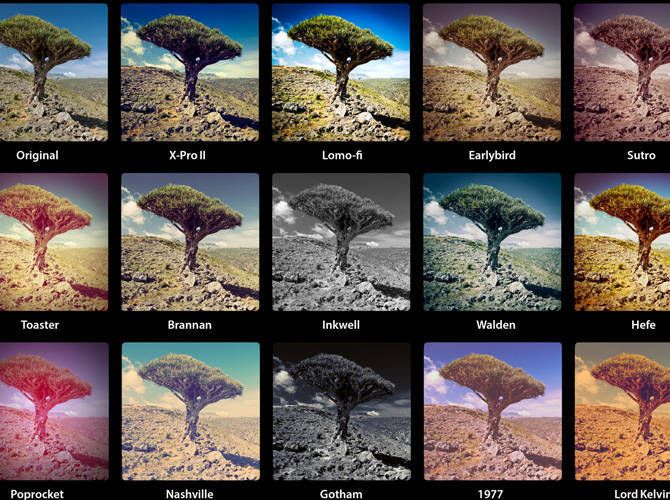 Original X-Pro II Lomo-fi Earlybird Sutro
Toaster Brannan Inkwell Walden Hefe
Poprocket Nashville Gotham 1977 Lord Kelvin